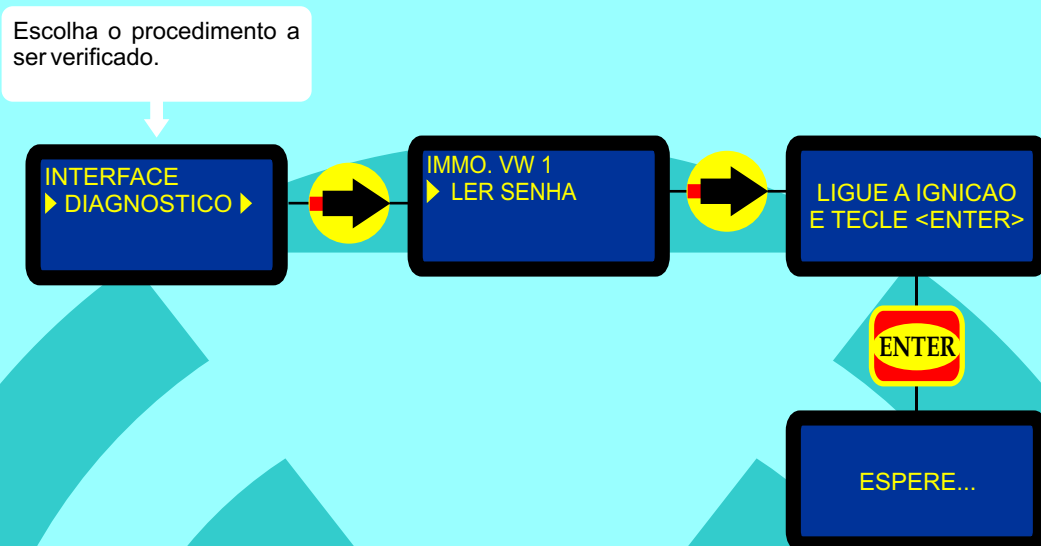 Escolha o procedimento a
ser verificado.
INTERFACE
DIAGNOSTICO
IMMO. VW 1
LER SENHA
LIGUE A IGNICAO
E TECLE <ENTER>
ENTER
ESPERE...